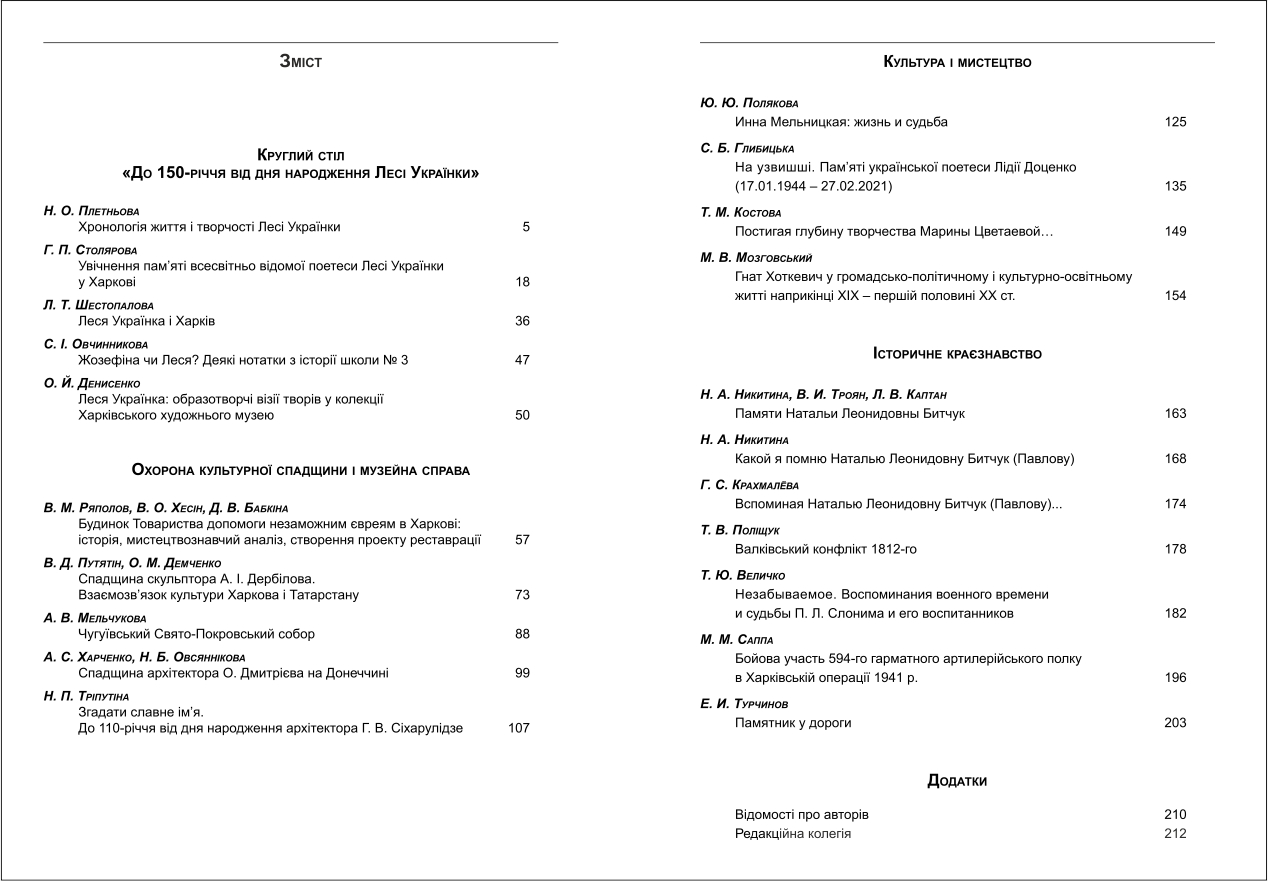 Зміст
Круглий стіл
«До 150-річчя від дня народження Лесі Українки»
Н. О. Плетньова
Хронологія життя і творчості Лесі Українки 5
Г. П. Столярова
Увічнення пам’яті всесвітньо відомої поетеси Лесі Українки
у Харкові 18
Л. Т. Шестопалова
Леся Українка і Харків 36
С. І. Овчинникова
Жозефіна чи Леся? Деякі нотатки з історії школи № 3 47
О. Й. Денисенко
Леся Українка: образотворчі візії творів у колекції
Харківського художнього музею 50
Охорона культурної спадщини і музейна справа
В. М. Ряполов, В. О. Хесін, Д. В. Бабкіна
Будинок Товариства допомоги незаможним євреям в Харкові:
історія, мистецтвознавчий аналіз, створення проекту реставрації 57
В. Д. Путятін, О. М. Демченко
Спадщина скульптора А. І. Дербілова.
Взаємозв’язок культури Харкова і Татарстану 73
А. В. Мельчукова
Чугуївський Свято-Покровський собор 88
А. С. Харченко, Н. Б. Овсяннікова
Спадщина архітектора О. Дмитрієва на Донеччині 99
Н. П. Тріпутіна
Згадати славне ім’я.
До 110-річчя від дня народження архітектора Г. В. Сіхарулідзе 107
Культура і мистецтво
Ю. Ю. Полякова
Инна Мельницкая: жизнь и судьба 125
С. Б. Глибицька
На узвишші. Пам’яті української поетеси Лідії Доценко
(17.01.1944 – 27.02.2021) 135
Т. М. Костова
Постигая глубину творчества Марины Цветаевой… 149
М. В. Мозговський
Гнат Хоткевич у громадсько-політичному і культурно-освітньому
житті наприкінці ХІХ – першій половині ХХ ст. 154
Історичне краєзнавство
Н. А. Никитина, В. И. Троян, Л. В. Каптан
Памяти Натальи Леонидовны Битчук 163
Н. А. Никитина
Какой я помню Наталью Леонидовну Битчук (Павлову) 168
Г. С. Крахмалёва
Вспоминая Наталью Леонидовну Битчук (Павлову)... 174
Т. В. Поліщук
Валківський конфлікт 1812-го 178
Т. Ю. Величко
Незабываемое. Воспоминания военного времени
и судьбы П. Л. Слонима и его воспитанников 182
М. М. Саппа
Бойова участь 594-го гарматного артилерійського полку
в Харківській операції 1941 р. 196
Е. И. Турчинов
Памятник у дороги 203
Додатки
Відомості про авторів 210
Редакційна колегія 212